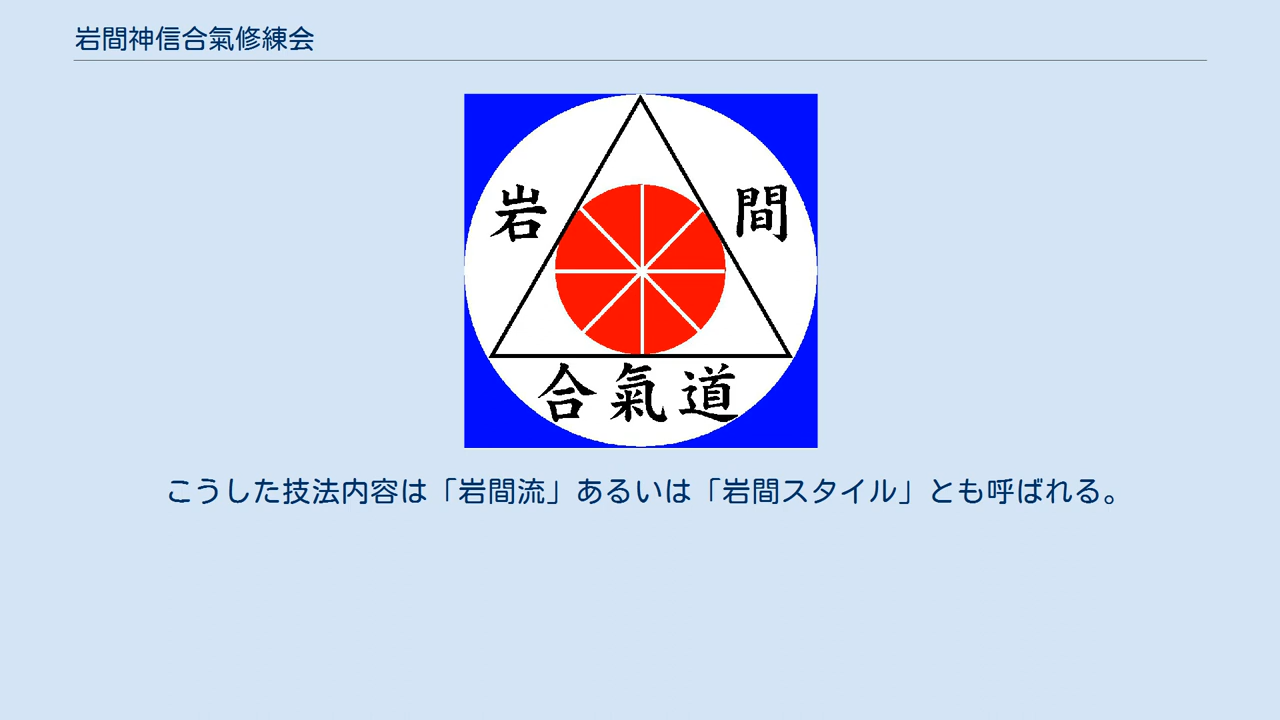 岩間神信合氣修練会
岩間
合氣道
こうした技法内容は「岩間流」あるいは「岩間スタイル」とも呼ばれる。